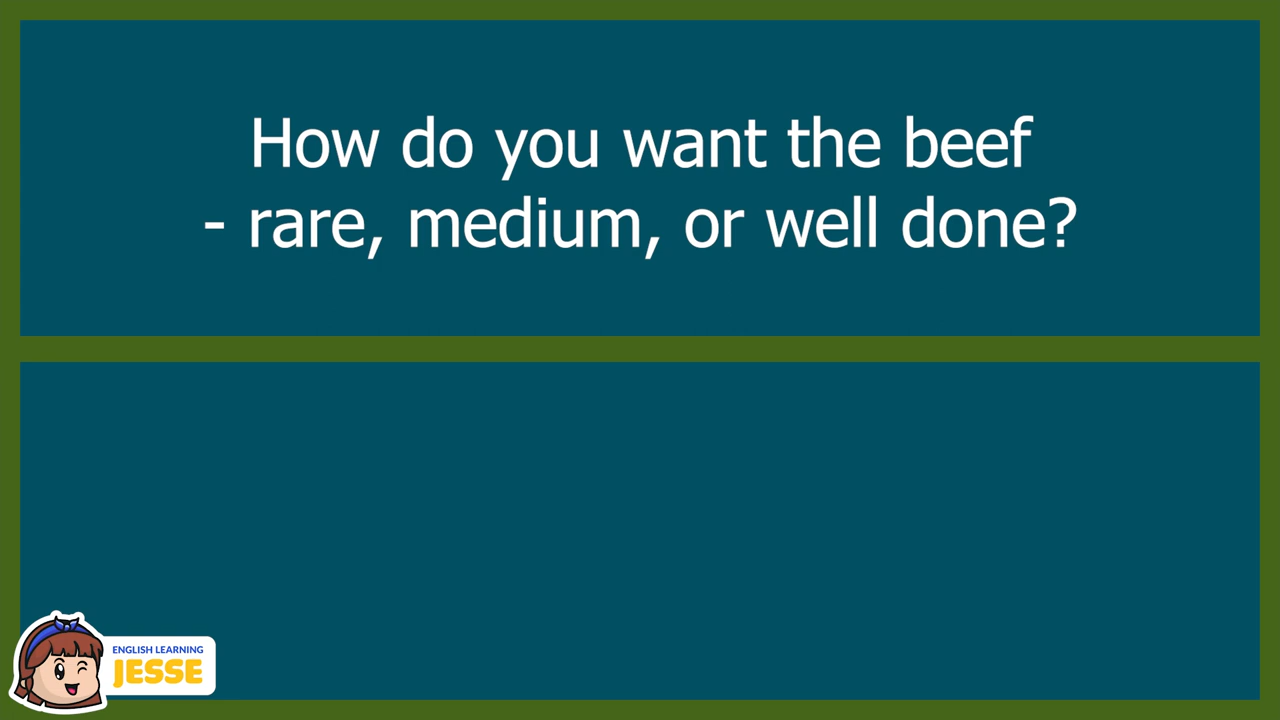 How do you want the beef
- rare, medium, or well done?
ENGLISH LEARNING
JESSE